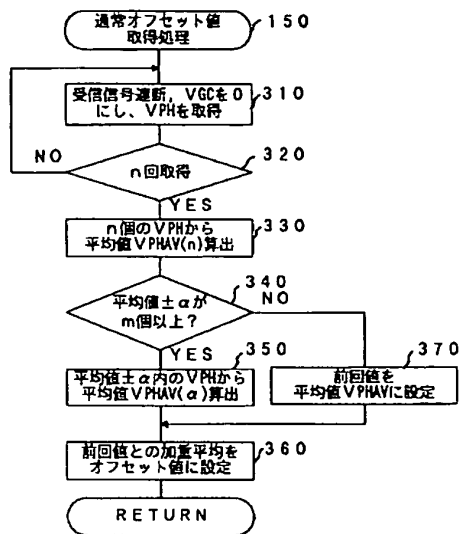 通常オフセット値
取得処理
150
受信信号遮断,VGCを0
にし、VPHを取得
310
NO
n回取得
320
YES
n個のVPHから
平均値VPHAV(n)算出
330
平均値±αが
m個以上?
340
NO
YES
平均値±α内のVPHから
平均値VPHAV(α)算出
350
前回値を
平均値VPHAVに設定
370
前回値との加重平均を
オフセット値に設定
360
RETURN